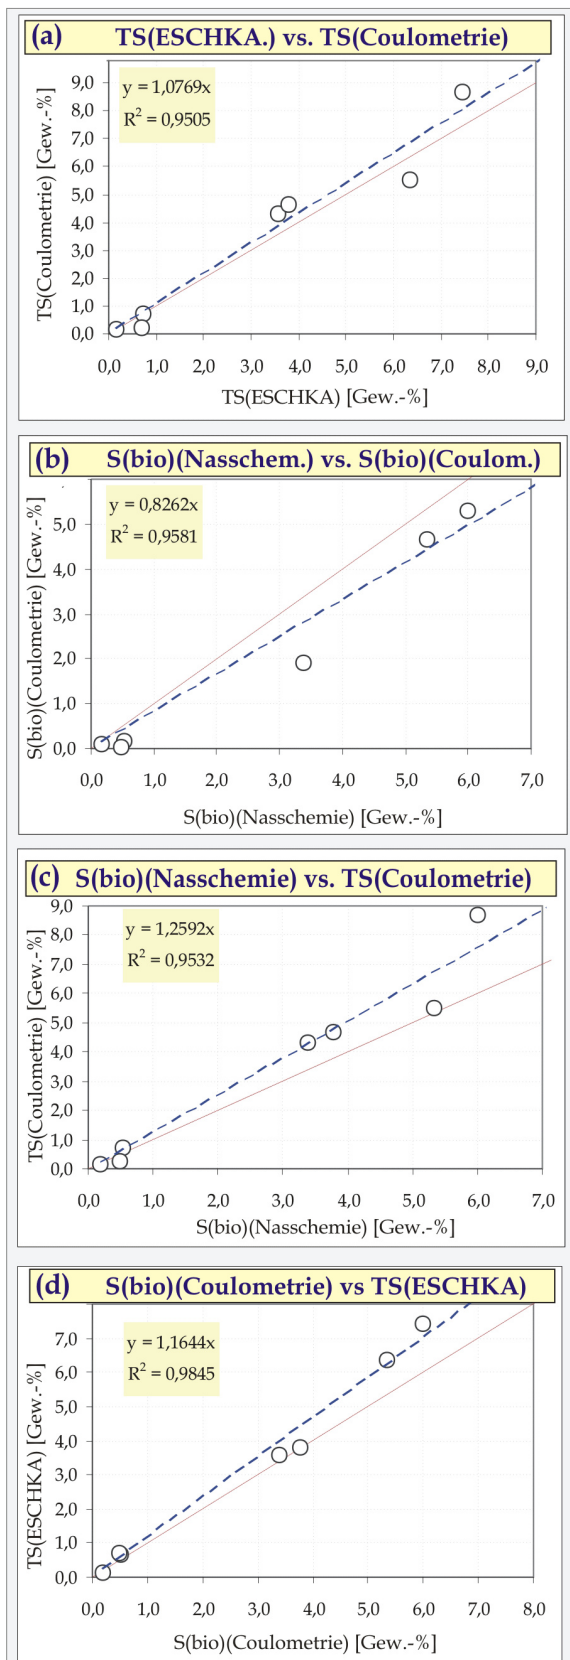 (a) TS(ESCHKA.) vs. TS(Coulometrie)
y = 1,0769x
R² = 0,9505
TS(Coulometrie) [Gew.-%]
9,0
8,0
7,0
6,0
5,0
4,0
3,0
2,0
1,0
0,0
0,0 1,0 2,0 3,0 4,0 5,0 6,0 7,0 8,0 9,0
TS(ESCHKA) [Gew.-%]
(b) S(bio)(Nasschem.) vs. S(bio)(Coulom.)
y = 0,8262x
R² = 0,9581
S(bio)(Coulometrie) [Gew.-%]
5,0
4,0
3,0
2,0
1,0
0,0
0,0 1,0 3,0 4,0 5,0 6,0 7,0
S(bio)(Nasschemie) [Gew.-%]
(c) S(bio)(Nasschemie) vs. TS(Coulometrie)
y = 1,2592x
R² = 0,9532
TS(Coulometrie) [Gew.-%]
9,0
8,0
7,0
6,0
5,0
4,0
3,0
2,0
1,0
0,0
0,0 1,0 3,0 4,0 5,0 6,0 7,0
S(bio)(Nasschemie) [Gew.-%]
(d) S(bio)(Coulometrie) vs TS(ESCHKA)
y = 1,1644x
R² = 0,9845
TS(ESCHKA) [Gew.-%]
7,0
6,0
5,0
4,0
3,0
2,0
1,0
0,0
0,0 1,0 2,0 3,0 4,0 5,0 6,0 7,0 8,0
S(bio)(Coulometrie) [Gew.-%]